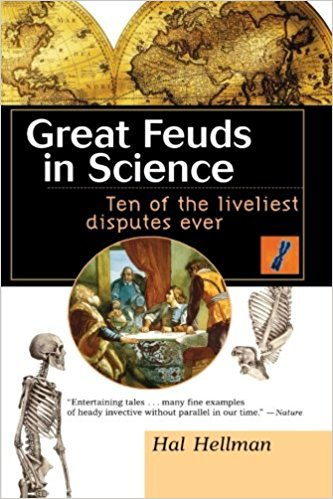 Great Feuds
in Science
Ten of the liveliest
disputes ever
"Entertaining tales . . . many fine examples
of heady invective without parallel in our time." —Nature
Hal Hellman